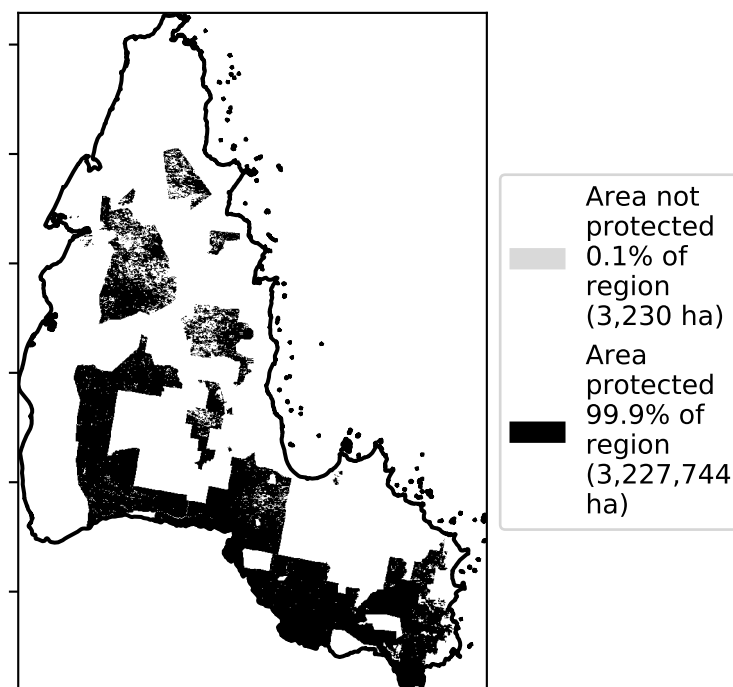 Area not
protected
0.1% of
region
(3,230 ha)
Area
protected
99.9% of
region
(3,227,744
ha)